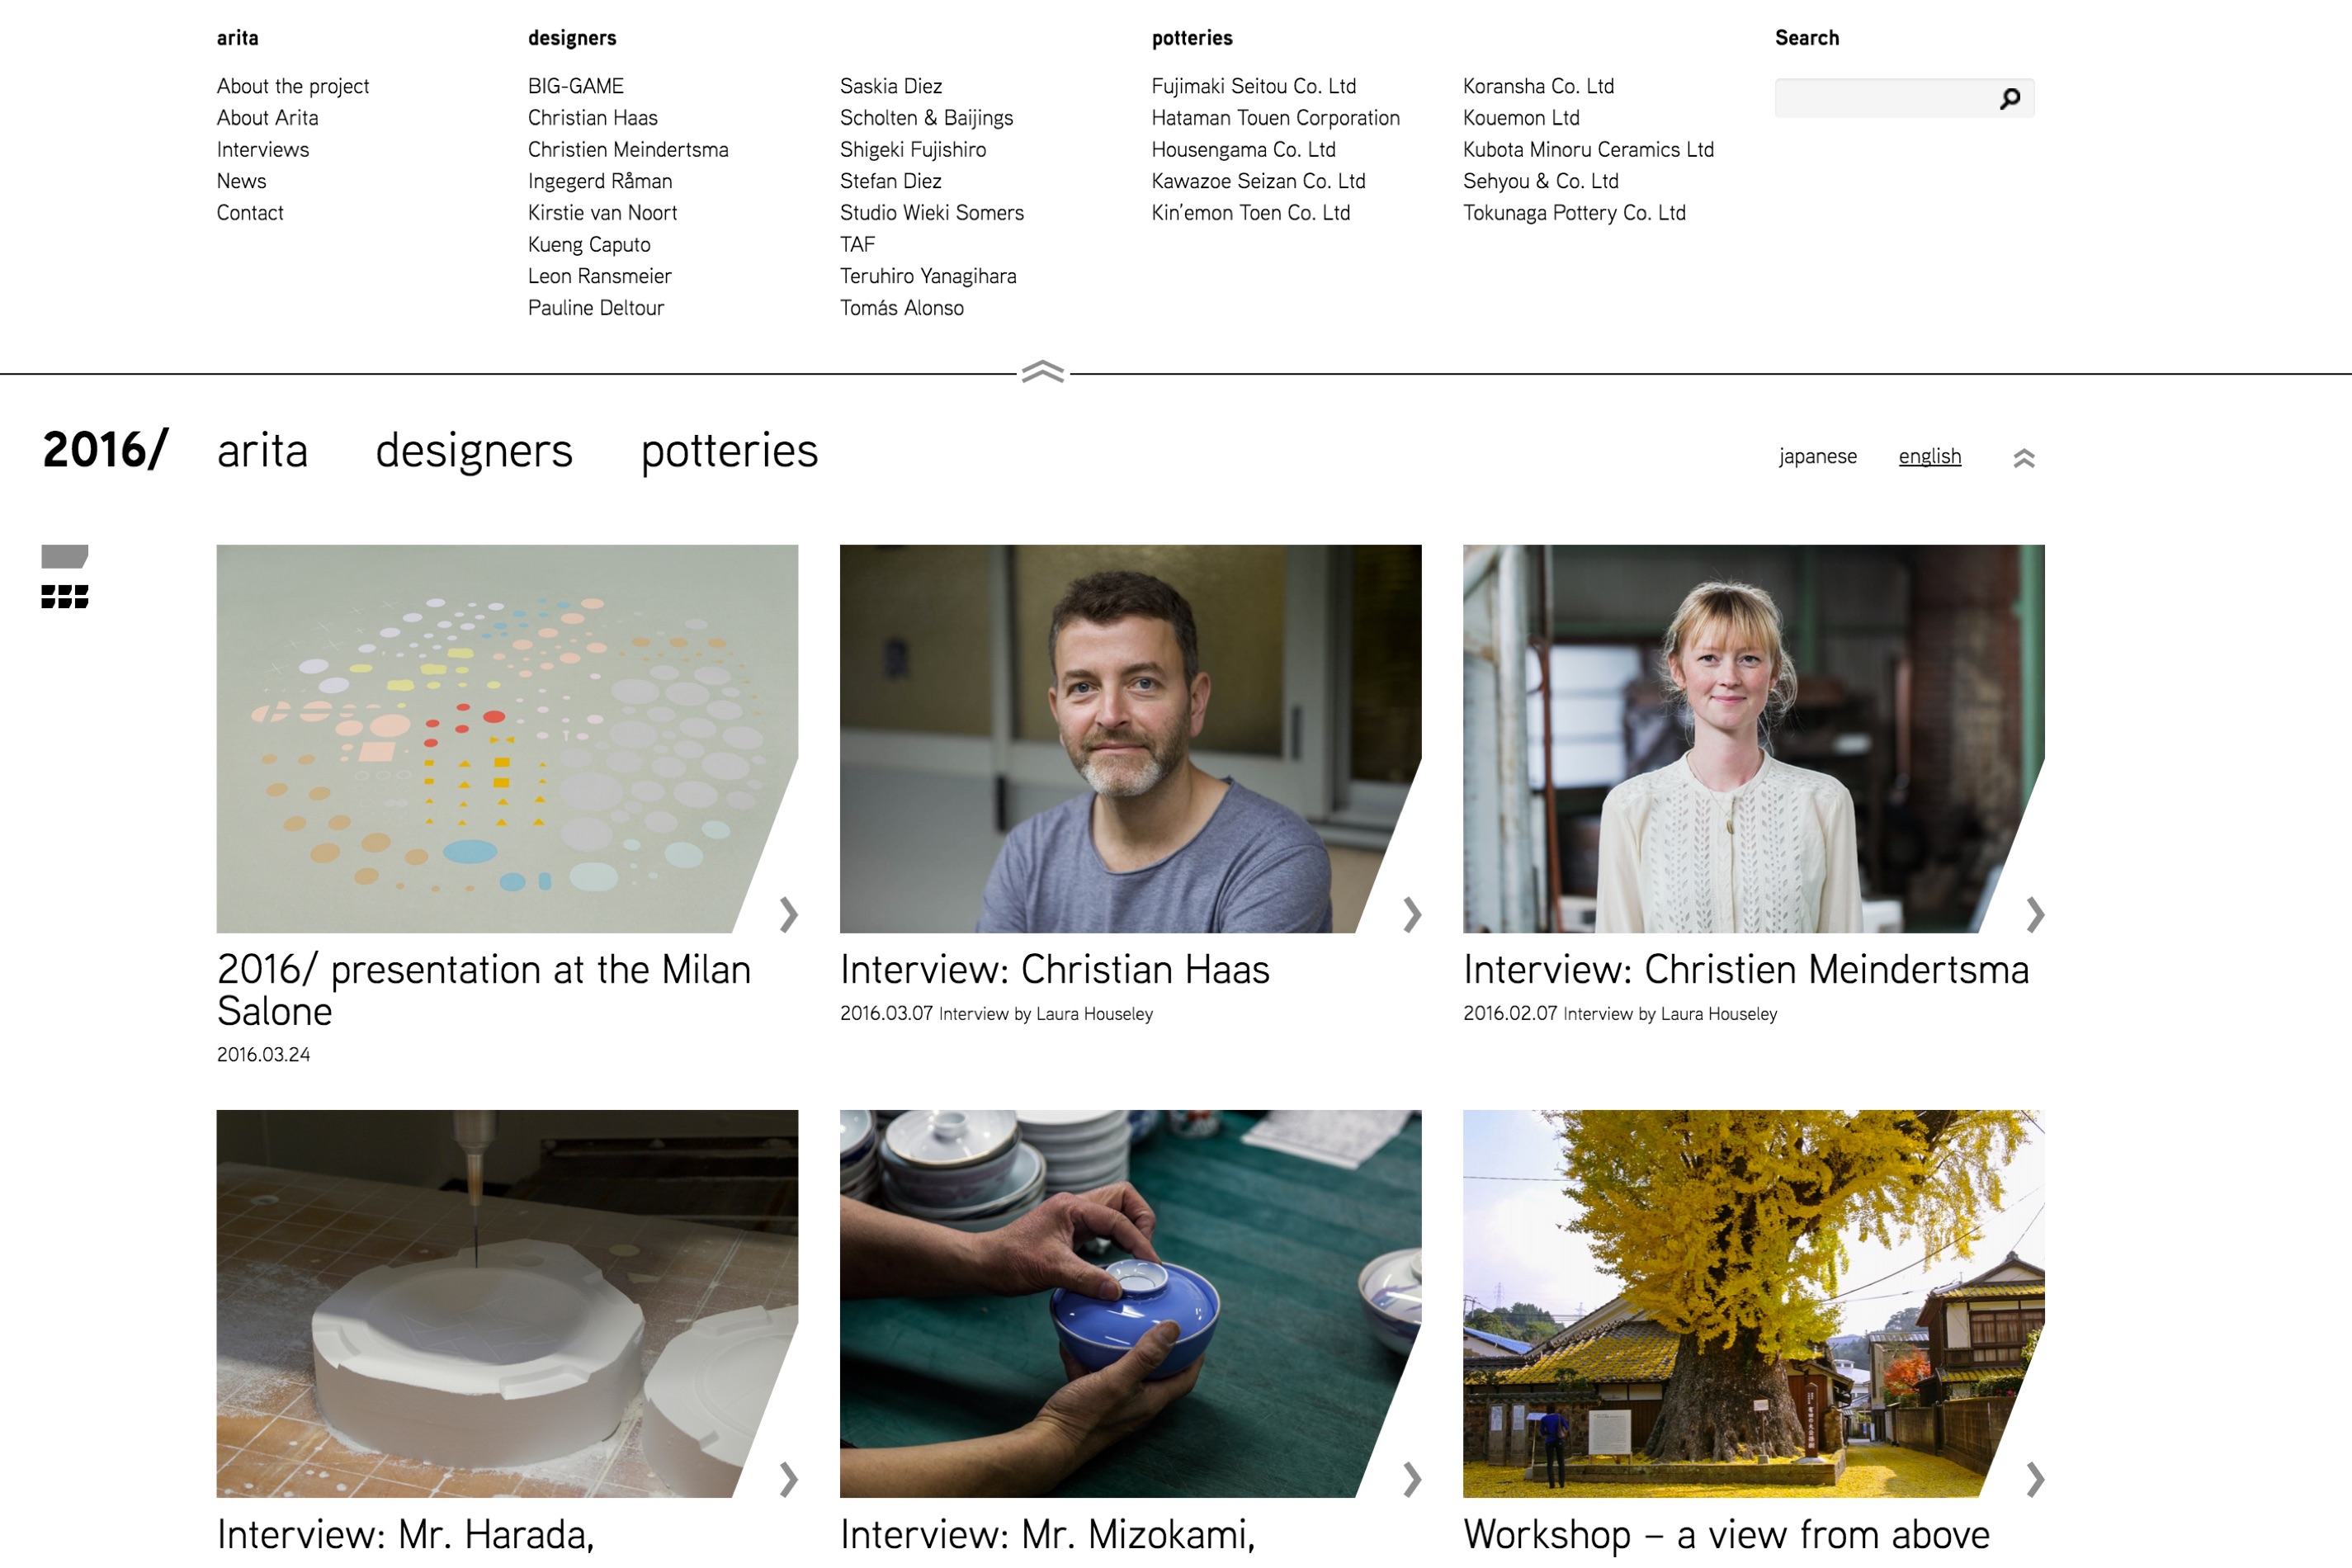 arita
About the project
About Arita
Interviews
News
Contact
designers
BIG-GAME
Christian Haas
Christien Meindertsma
Ingegerd Råman
Kirstie van Noort
Kueng Caputo
Leon Ransmeier
Pauline Deltour
Saskia Diez
Scholten & Baijings
Shigeki Fujishiro
Stefan Diez
Studio Wieki Somers
TAF
Teruhiro Yanagihara
Tomás Alonso
potteries
Fujimaki Seitou Co. Ltd
Hataman Touen Corporation
Housengama Co. Ltd
Kawazoe Seizan Co. Ltd
Kin’emon Toen Co. Ltd
Koransha Co. Ltd
Kouemon Ltd
Kubota Minoru Ceramics Ltd
Sehyou & Co. Ltd
Tokunaga Pottery Co. Ltd
Search
2016/ arita designers potteries
japanese english
2016/ presentation at the Milan
Salone
2016.03.24
Interview: Christian Haas
2016.03.07 Interview by Laura Houseley
Interview: Christien Meindertsma
2016.02.07 Interview by Laura Houseley
Interview: Mr. Harada,
Interview: Mr. Mizokami,
Workshop – a view from above